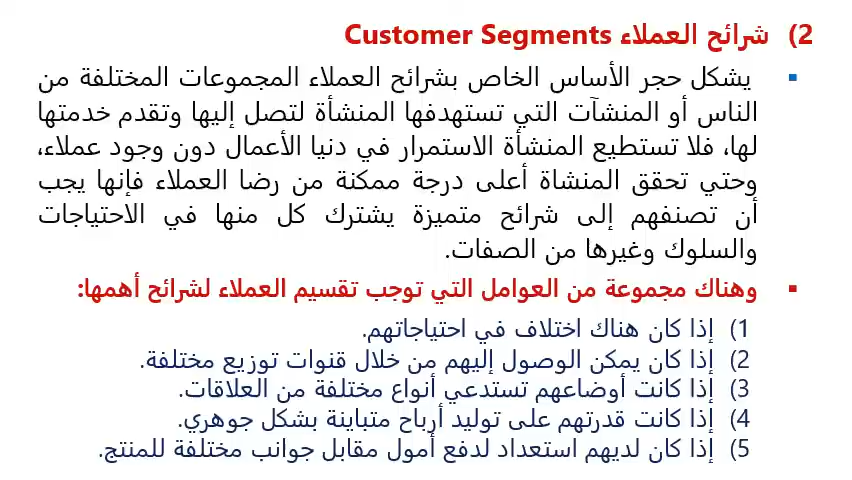 2) شرائح العملاء Customer Segments
▪ يشكل حجر الأساس الخاص بشرائح العملاء المجموعات المختلفة من
الناس أو المنشآت التي تستهدفها المنشأة لتصل إليها وتقدم خدمتها
لها، فلا تستطيع المنشأة الاستمرار في دنيا الأعمال دون وجود عملاء،
وحتي تحقق المنشاة أعلى درجة ممكنة من رضا العملاء فإنها يجب
أن تصنفهم إلى شرائح متميزة يشترك كل منها في الاحتياجات
والسلوك وغيرها من الصفات.
▪ وهناك مجموعة من العوامل التي توجب تقسيم العملاء لشرائح أهمها:
1) إذا كان هناك اختلاف في احتياجاتهم.
2) إذا كان يمكن الوصول إليهم من خلال قنوات توزيع مختلفة.
3) إذا كانت أوضاعهم تستدعي أنواع مختلفة من العلاقات.
4) إذا كانت قدرتهم على توليد أرباح متباينة بشكل جوهري.
5) إذا كان لديهم استعداد لدفع أمول مقابل جوانب مختلفة للمنتج.